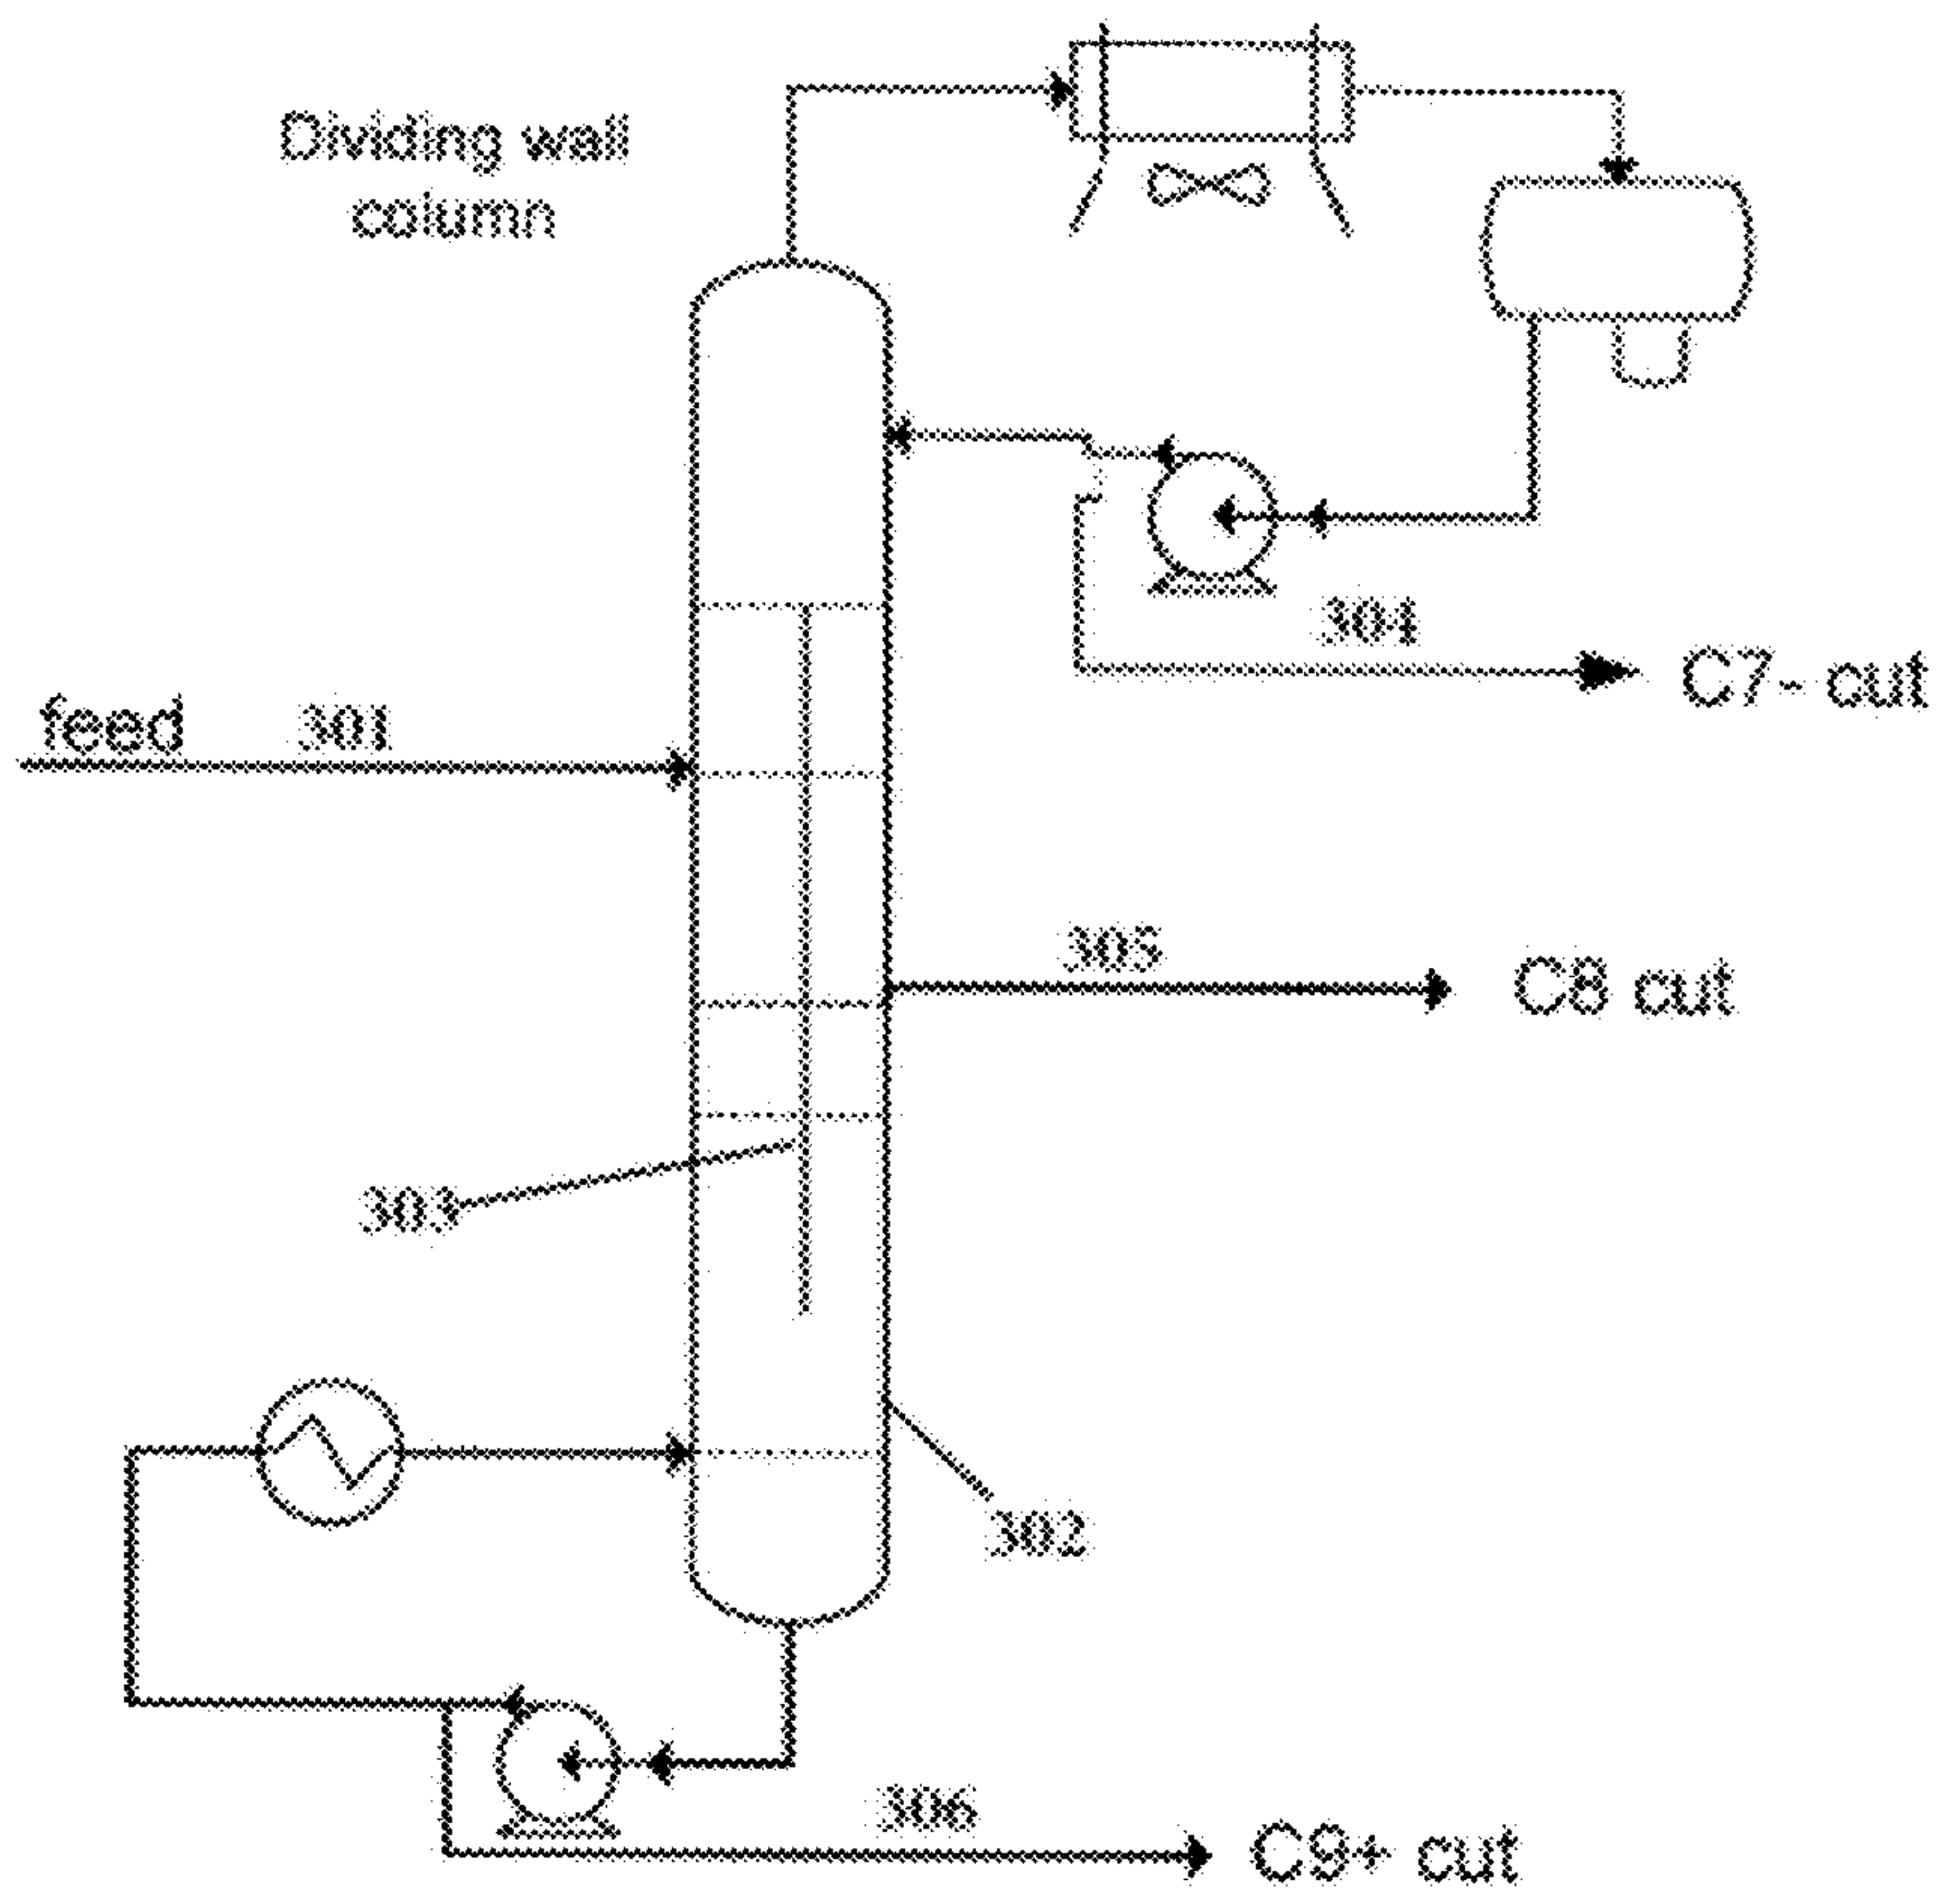 Dividing wall
column
304
C7- cut
feed
301
305
C8 cut
303
302
306
C9+ cut